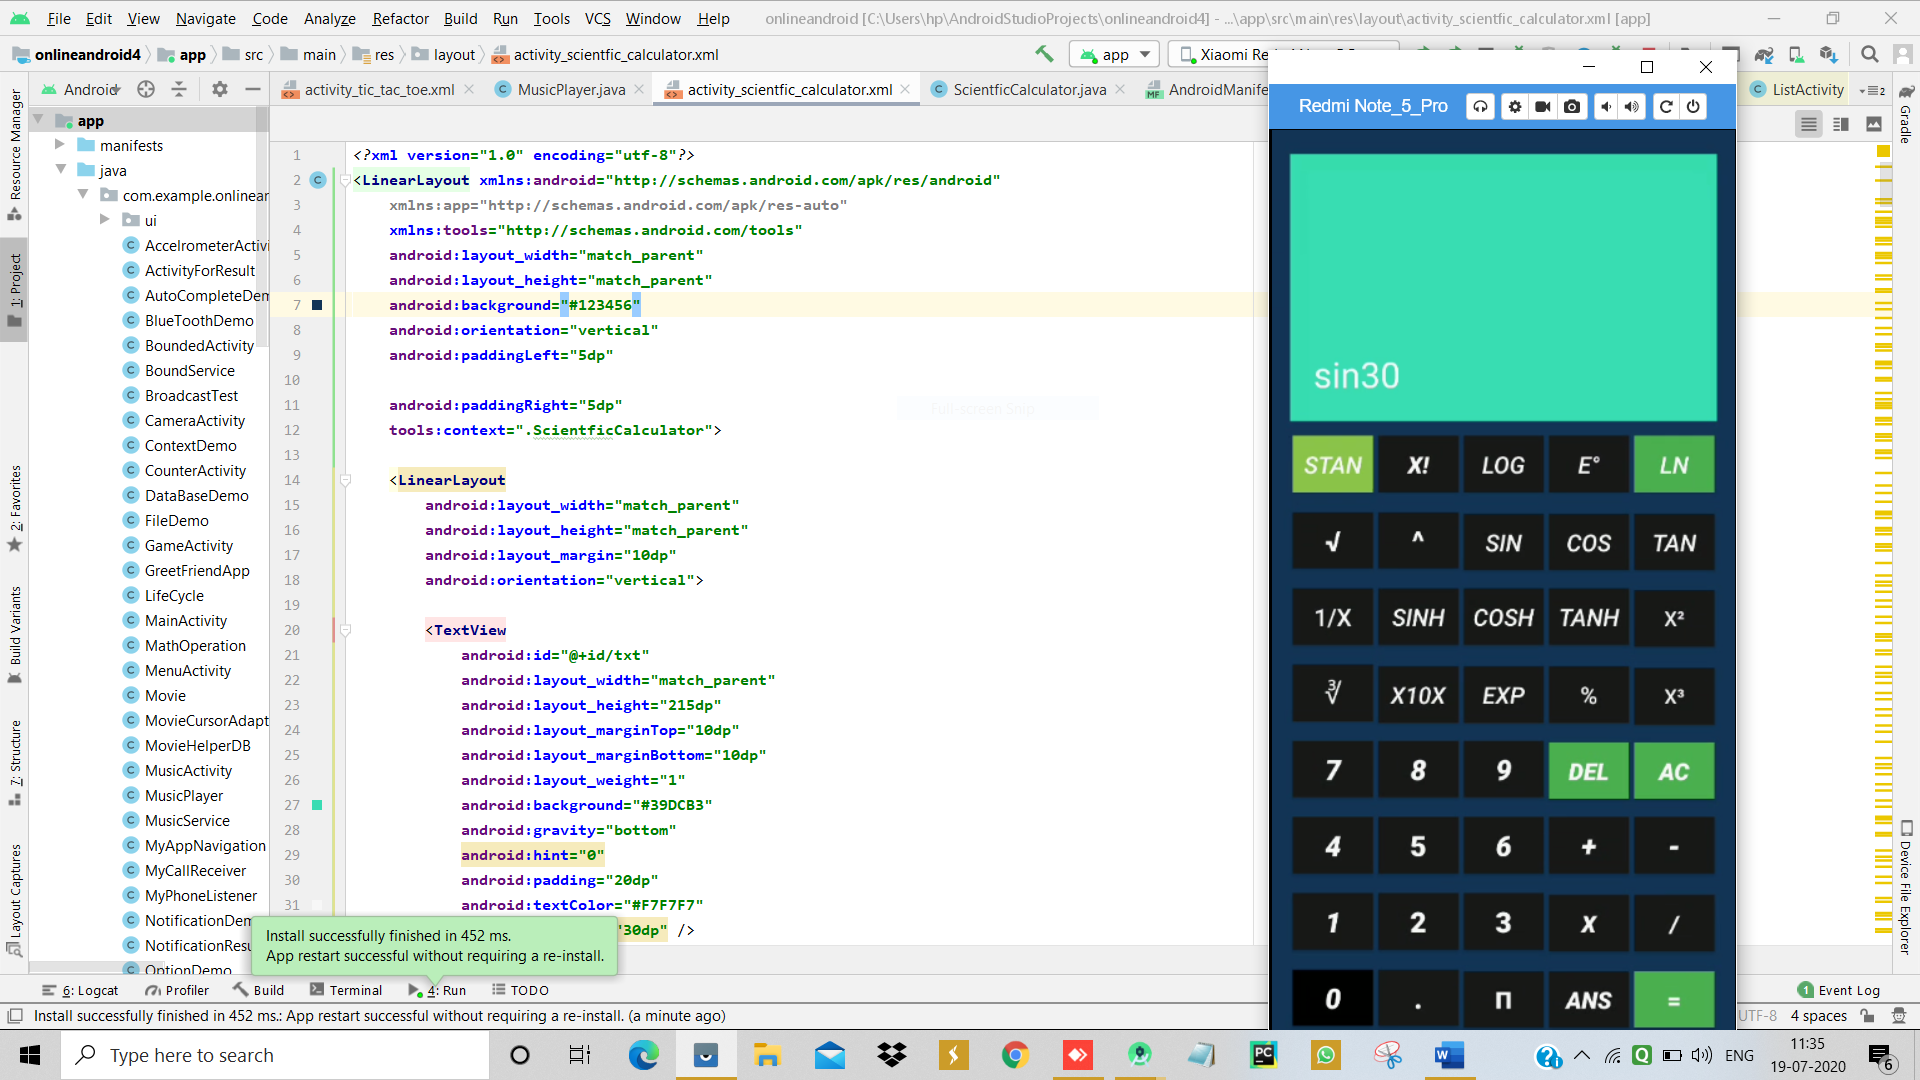 File Edit View Navigate Code Analyze Refactor Build Run Tools VCS Window Help onlineandroid [C:\Users\hp\AndroidStudioProjects\onlineandroid4] - ...\app\src\main\res\layout\activity_scientfic_calculator.xml [app]
onlineandroid4 app src main res layout activity_scientfic_calculator.xml app Xiaomi
Android activity_tic_tac_toe.xml MusicPlayer.java activity_scientfic_calculator.xml ScientficCalculator.java ListActivity
app
manifests
java
ui
ActivityForResult
BlueToothDemo
BoundedActivity
BoundService
BroadcastTest
CameraActivity
ContextDemo
CounterActivity
DataBaseDemo
FileDemo
GameActivity
GreetFriendApp
LifeCycle
MainActivity
MathOperation
MenuActivity
Movie
MovieCursorAdapt
MovieHelperDB
MusicActivity
MusicPlayer
MusicService
MyAppNavigation
MyCallReceiver
MyPhoneListener
NotificationDem
NotificationResu
OptionDemo
Resource Manager
1: Project
2: Favorites
Build Variants
7: Structure
Layout Captures
1 <?xml version="1.0" encoding="utf-8"?>
2 <LinearLayout xmlns:android="http://schemas.android.com/apk/res/android"
3 xmlns:app="http://schemas.android.com/apk/res-auto"
4 xmlns:tools="http://schemas.android.com/tools"
5 android:layout_width="match_parent"
6 android:layout_height="match_parent"
7 android:background="#123456"
8 android:orientation="vertical"
9 android:paddingLeft="5dp"
10
11 android:paddingRight="5dp"
12 tools:context=".ScientficCalculator">
13
14 <LinearLayout
15 android:layout_width="match_parent"
16 android:layout_height="match_parent"
17 android:layout_margin="10dp"
18 android:orientation="vertical">
19
20 <TextView
21 android:id="@+id/txt"
22 android:layout_width="match_parent"
23 android:layout_height="215dp"
24 android:layout_marginTop="10dp"
25 android:layout_marginBottom="10dp"
26 android:layout_weight="1"
27 android:background="#39DCB3"
28 android:gravity="bottom"
29 android:hint="0"
30 android:padding="20dp"
31 android:textColor="#F7F7F7"
"30dp" />
Install successfully finished in 452 ms.
App restart successful without requiring a re-install.
Redmi Note_5_Pro
sin30
STAN X! LOG E° LN
√ ^ SIN COS TAN
1/X SINH COSH TANH X²
∛ X10X EXP % X³
7 8 9 DEL AC
4 5 6 + -
1 2 3 X /
0 . П ANS =
Gradle
Device File Explorer
6: Logcat Profiler Build Terminal 4: Run TODO 1 Event Log
Install successfully finished in 452 ms.: App restart successful without requiring a re-install. (a minute ago) UTF-8 4 spaces
Type here to search ENG 11:35
19-07-2020 6